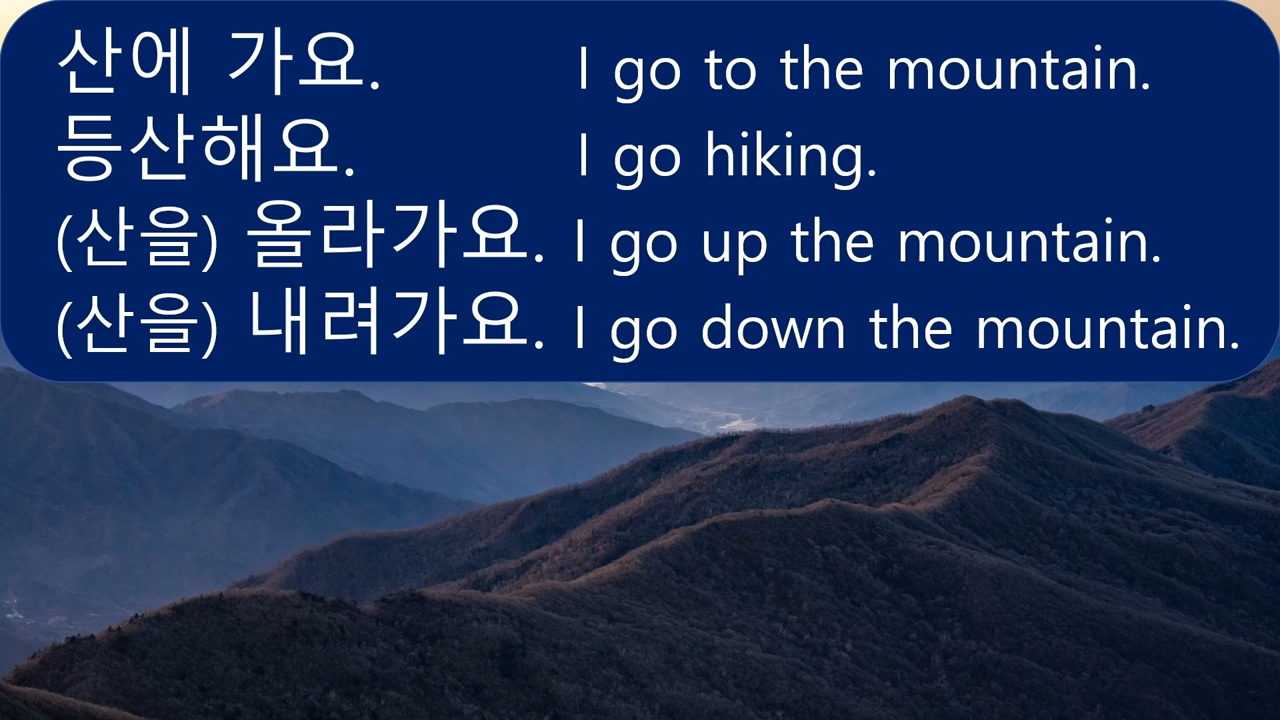 산에 가요. I go to the mountain.
등산해요. I go hiking.
(산을) 올라가요. I go up the mountain.
(산을) 내려가요. I go down the mountain.